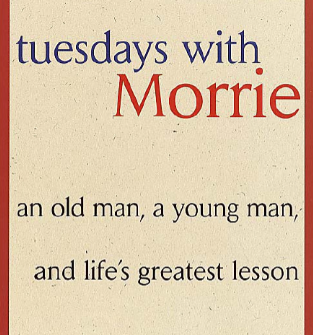 tuesdays with
Morrie
an old man, a young man,
and life's greatest lesson